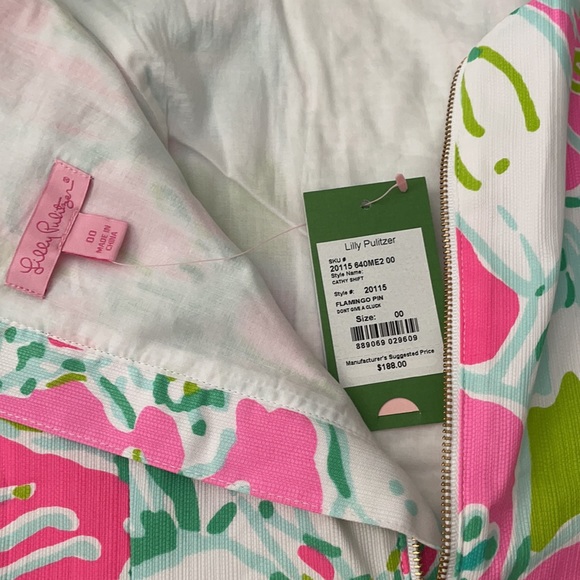 Lilly Pulitzer®
00
MADE IN
CHINA
Lilly Pulitzer
SKU #
20115 640ME2 00
Style Name:
CATHY SHIFT
Style #: 20115
FLAMINGO PIN
DONT GIVE A CLUCK
Size: 00
889069 029609
Manufacturer's Suggested Price
$188.00